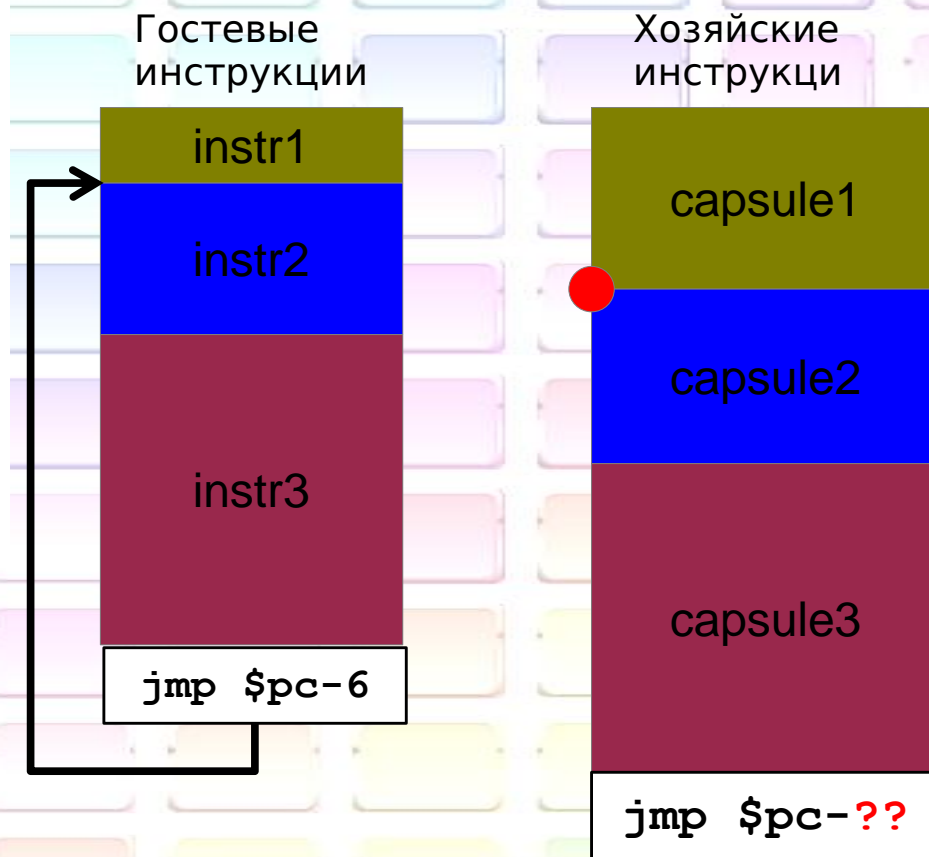 Гостевые
инструкции
instr1
instr2
instr3
jmp $pc-6
Хозяйские
инструкци
capsule1
capsule2
capsule3
jmp $pc-??